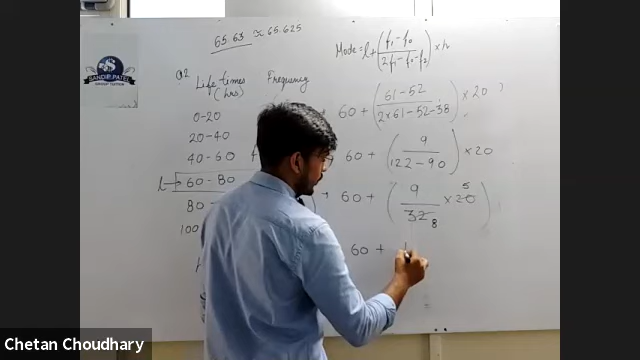 65.63 ≈ 65.625
Mode = l + (f₁ - f₀ / 2f₁ - f₀ - f₂) × h
SANDIP PATEL
Q2 Life times Frequency
(hrs)
60 + (61 - 52 / 2×61 - 52 - 38) × 20
0-20
20-40
40-60
60 + (9 / 122 - 90) × 20
l → 60-80
60 + (9 / 32 8 × 20 5)
80 -
100
60 +
Chetan Choudhary